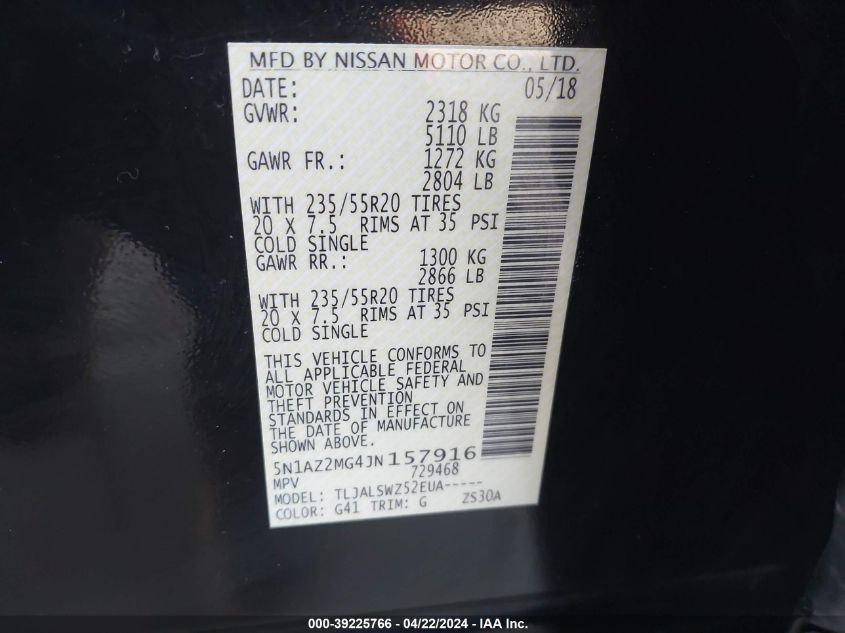 MFD BY NISSAN MOTOR CO., LTD.
DATE: 05/18
GVWR: 2318 KG
5110 LB
GAWR FR.: 1272 KG
2804 LB
WITH 235/55R20 TIRES
20 X 7.5 RIMS AT 35 PSI
COLD SINGLE
GAWR RR.: 1300 KG
2866 LB
WITH 235/55R20 TIRES
20 X 7.5 RIMS AT 35 PSI
COLD SINGLE
THIS VEHICLE CONFORMS TO
ALL APPLICABLE FEDERAL
MOTOR VEHICLE SAFETY AND
THEFT PREVENTION
STANDARDS IN EFFECT ON
THE DATE OF MANUFACTURE
SHOWN ABOVE.
5N1AZ2MG4JN157916
MPV 729468
MODEL: TLJALSWZ52EUA-----
COLOR: G41 TRIM: G ZS30A
000-39225766 - 04/22/2024 - IAA Inc.